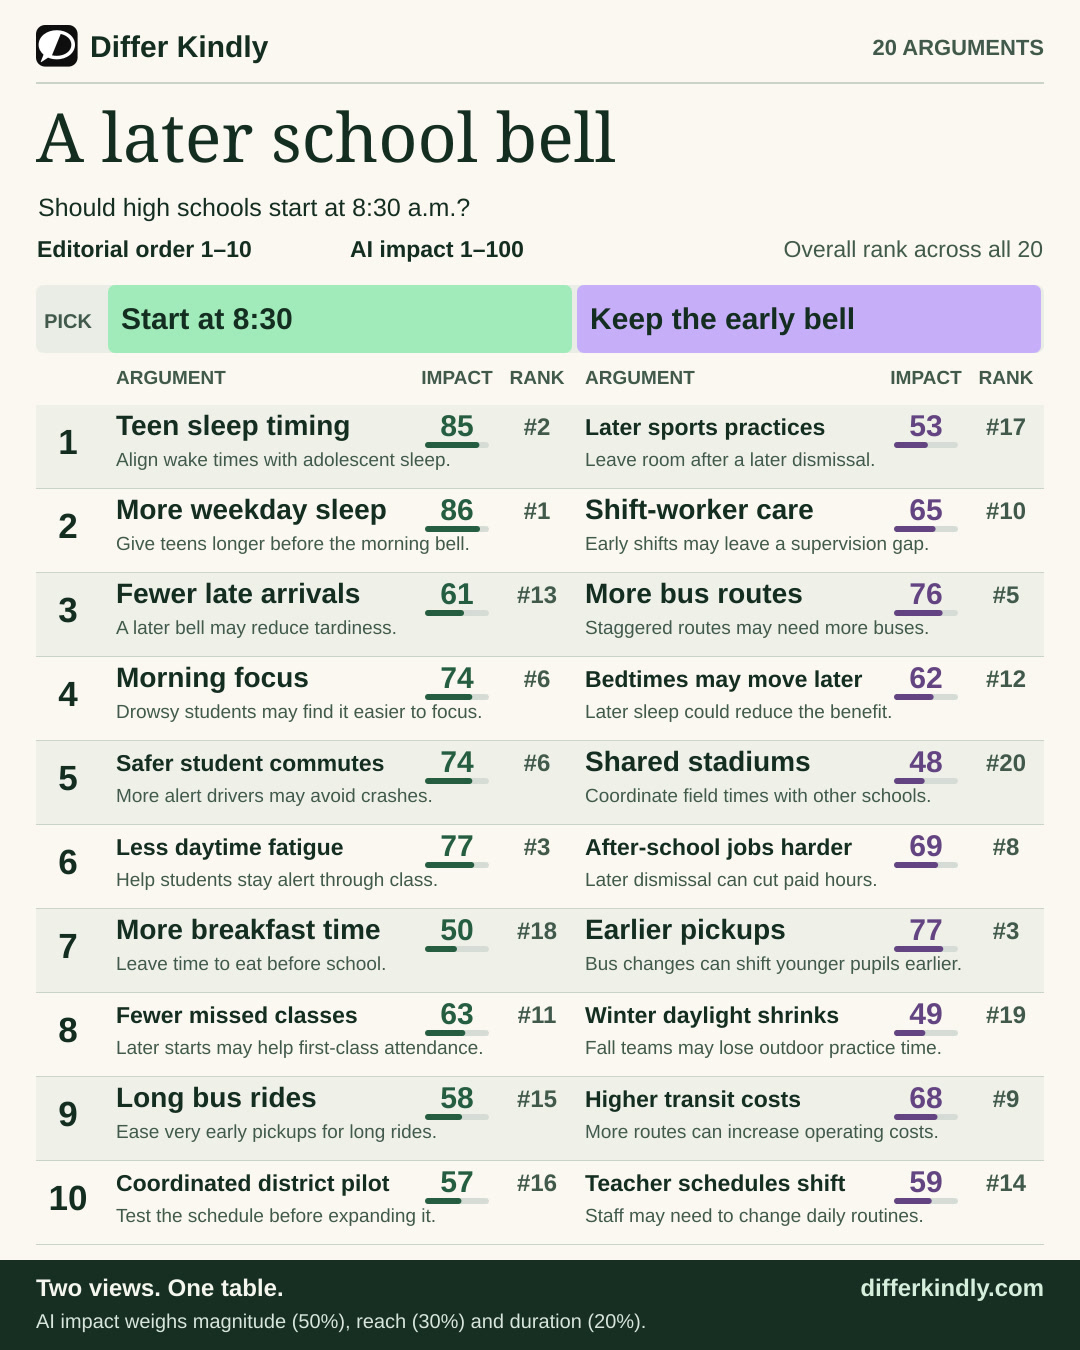 Differ Kindly
20 ARGUMENTS
A later school bell
Should high schools start at 8:30 a.m.?
Editorial order 1–10
AI impact 1–100
Overall rank across all 20
PICK
Start at 8:30
Keep the early bell
ARGUMENT IMPACT RANK ARGUMENT IMPACT RANK
1
Teen sleep timing 85 #2
Align wake times with adolescent sleep.
Later sports practices 53 #17
Leave room after a later dismissal.
2
More weekday sleep 86 #1
Give teens longer before the morning bell.
Shift-worker care 65 #10
Early shifts may leave a supervision gap.
3
Fewer late arrivals 61 #13
A later bell may reduce tardiness.
More bus routes 76 #5
Staggered routes may need more buses.
4
Morning focus 74 #6
Drowsy students may find it easier to focus.
Bedtimes may move later 62 #12
Later sleep could reduce the benefit.
5
Safer student commutes 74 #6
More alert drivers may avoid crashes.
Shared stadiums 48 #20
Coordinate field times with other schools.
6
Less daytime fatigue 77 #3
Help students stay alert through class.
After-school jobs harder 69 #8
Later dismissal can cut paid hours.
7
More breakfast time 50 #18
Leave time to eat before school.
Earlier pickups 77 #3
Bus changes can shift younger pupils earlier.
8
Fewer missed classes 63 #11
Later starts may help first-class attendance.
Winter daylight shrinks 49 #19
Fall teams may lose outdoor practice time.
9
Long bus rides 58 #15
Ease very early pickups for long rides.
Higher transit costs 68 #9
More routes can increase operating costs.
10
Coordinated district pilot 57 #16
Test the schedule before expanding it.
Teacher schedules shift 59 #14
Staff may need to change daily routines.
Two views. One table.
differkindly.com
AI impact weighs magnitude (50%), reach (30%) and duration (20%).